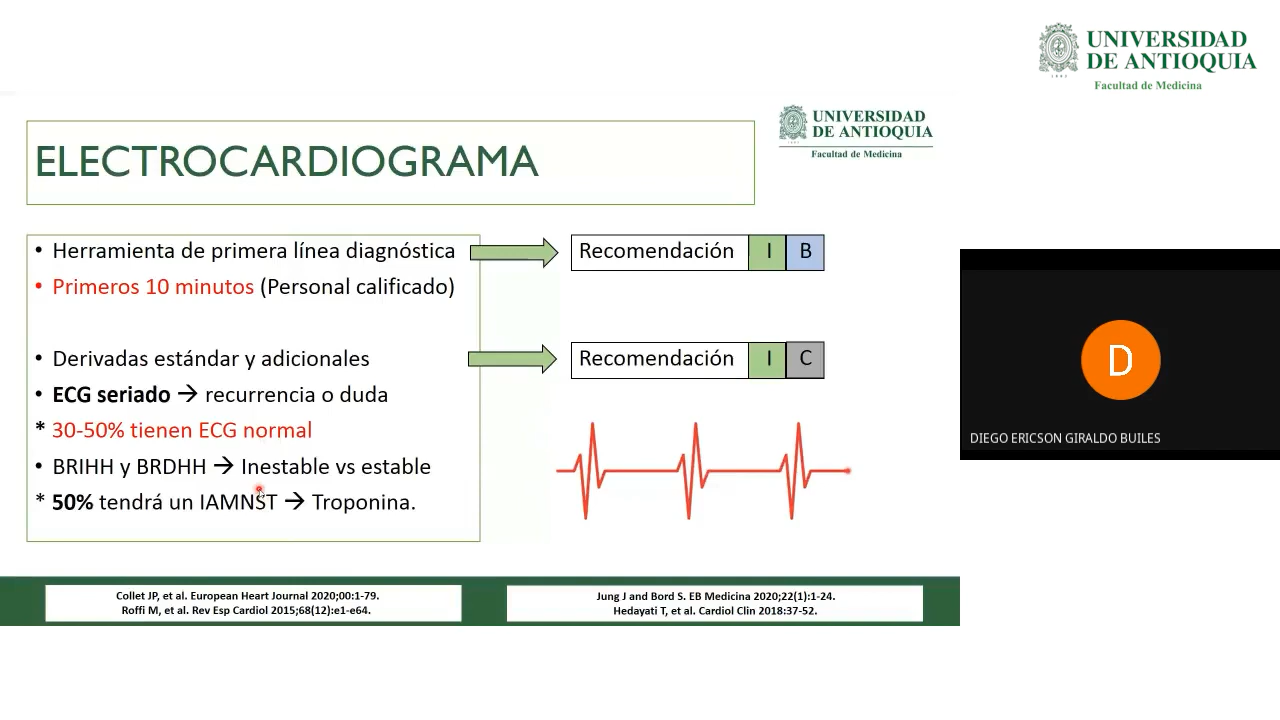 UNIVERSIDAD
DE ANTIOQUIA
Facultad de Medicina
UNIVERSIDAD
DE ANTIOQUIA
Facultad de Medicina
ELECTROCARDIOGRAMA
• Herramienta de primera línea diagnóstica
Recomendación I B
• Primeros 10 minutos (Personal calificado)
• Derivadas estándar y adicionales
Recomendación I C
• ECG seriado → recurrencia o duda
* 30-50% tienen ECG normal
• BRIHH y BRDHH → Inestable vs estable
* 50% tendrá un IAMNST → Troponina.
D
DIEGO ERICSON GIRALDO BUILES
Collet JP, et al. European Heart Journal 2020;00:1-79.
Roffi M, et al. Rev Esp Cardiol 2015;68(12):e1-e64.
Jung J and Bord S. EB Medicina 2020;22(1):1-24.
Hedayati T, et al. Cardiol Clin 2018:37-52.